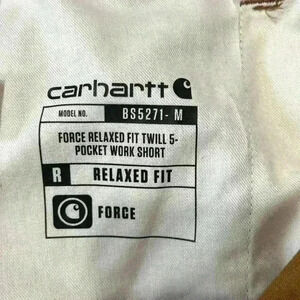 carhartt
MODEL NO. BS5271- M
FORCE RELAXED FIT TWILL 5-
POCKET WORK SHORT
R RELAXED FIT
FORCE